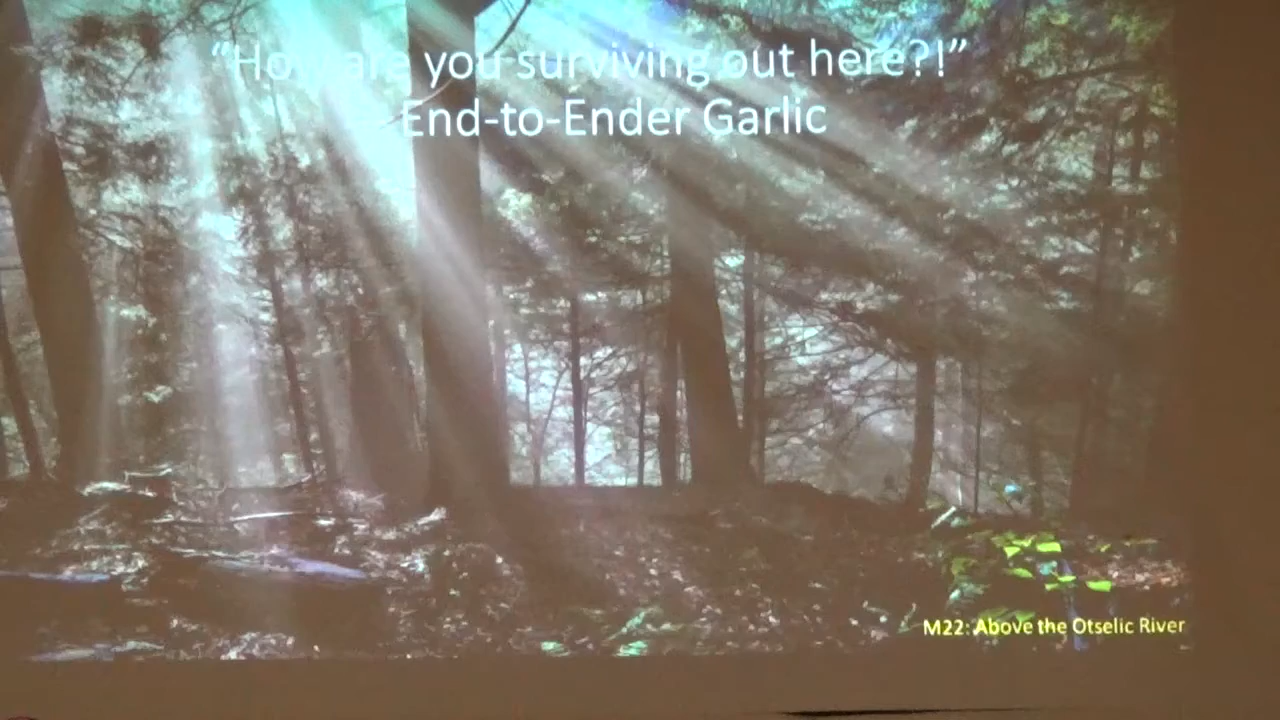 “How are you surviving out here?!”
End-to-Ender Garlic
M22: Above the Otselic River